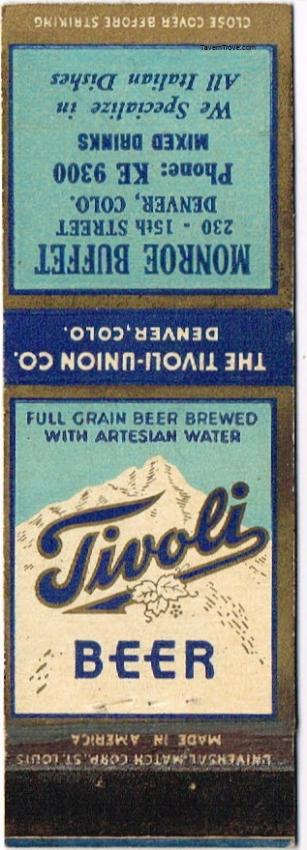 CLOSE COVER BEFORE STRIKING
TavernTrove.com
MONROE BUFFET
230 - 15th STREET
DENVER, COLO.
Phone: KE 9300
MIXED DRINKS
We Specialize in
All Italian Dishes
THE TIVOLI-UNION CO.
DENVER, COLO.
FULL GRAIN BEER BREWED
WITH ARTESIAN WATER
Tivoli
BEER
MADE IN AMERICA
UNIVERSAL MATCH CORP. ST. LOUIS